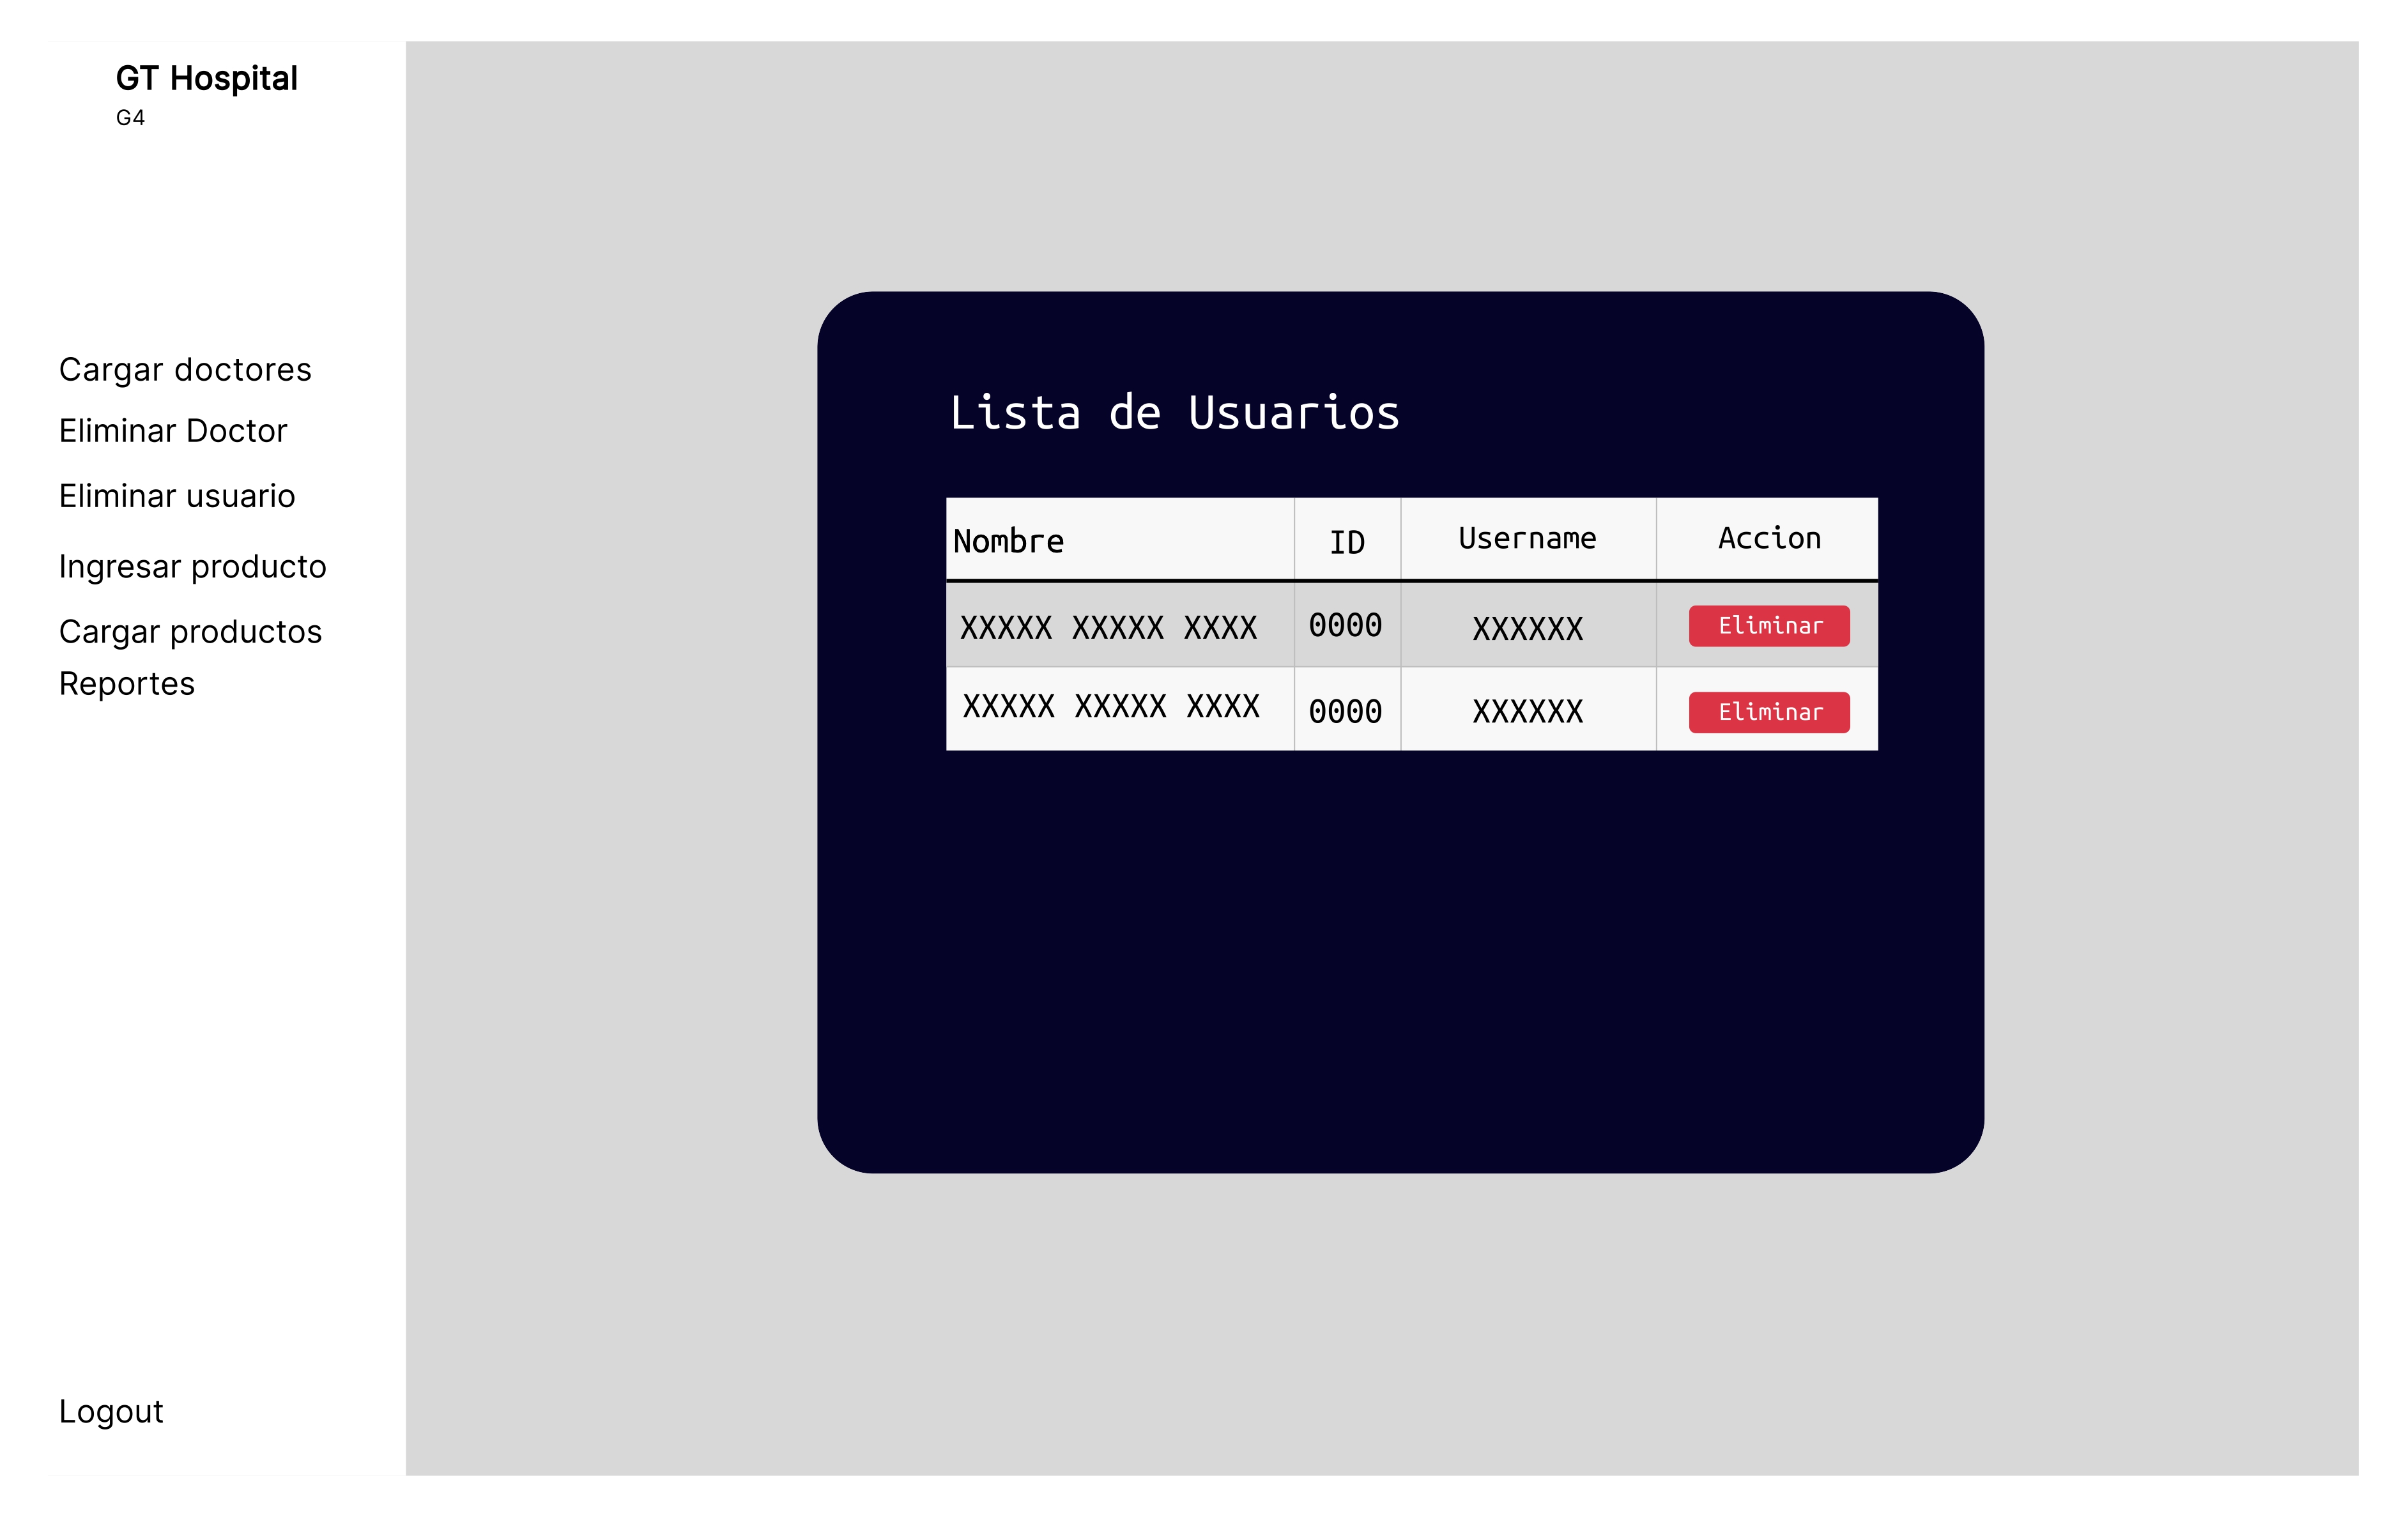 GT Hospital
G4
Cargar doctores
Eliminar Doctor
Eliminar usuario
Ingresar producto
Cargar productos
Reportes
Logout
Lista de Usuarios
Nombre ID Username Accion
XXXXX XXXXX XXXX 0000 XXXXXX Eliminar
XXXXX XXXXX XXXX 0000 XXXXXX Eliminar